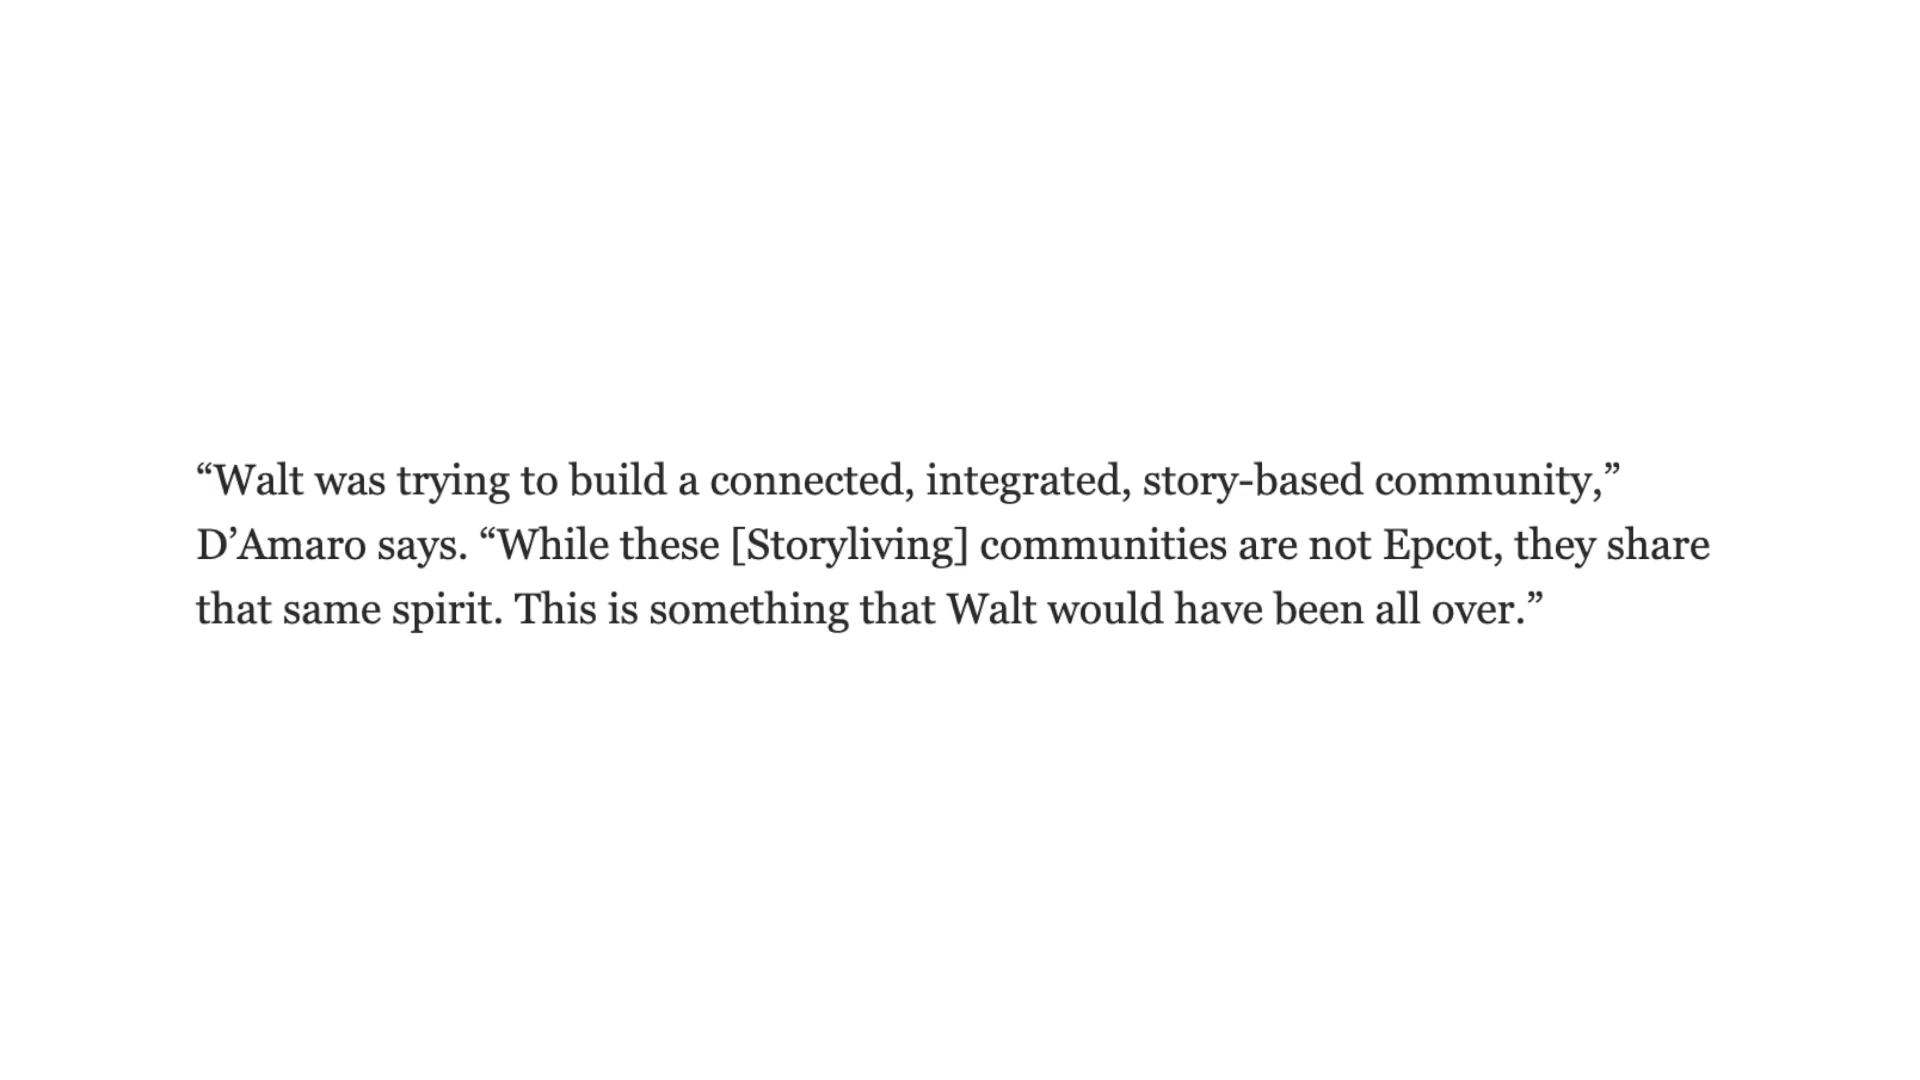 “Walt was trying to build a connected, integrated, story-based community,”
D’Amaro says. “While these [Storyliving] communities are not Epcot, they share
that same spirit. This is something that Walt would have been all over.”